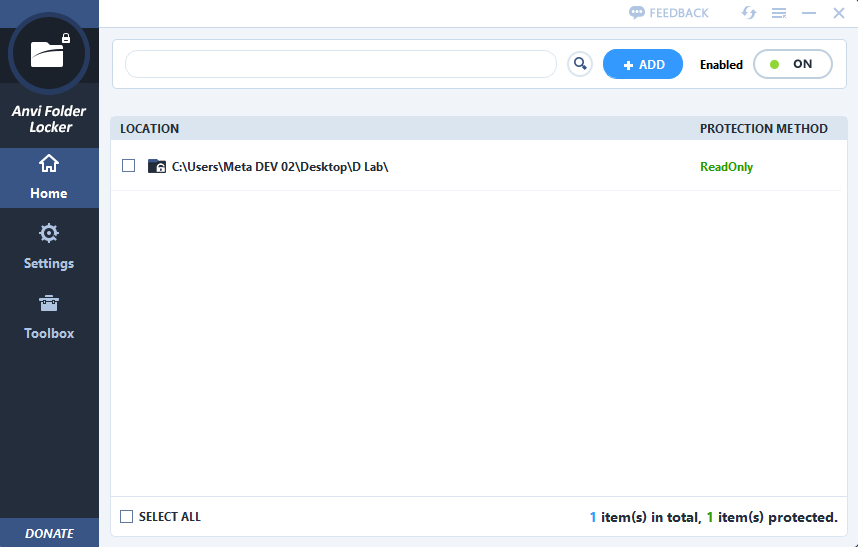 FEEDBACK
Anvi Folder
Locker
ADD
Enabled
ON
LOCATION
PROTECTION METHOD
Home
C:\Users\Meta DEV 02\Desktop\D Lab\
ReadOnly
Settings
Toolbox
SELECT ALL
1 item(s) in total, 1 item(s) protected.
DONATE